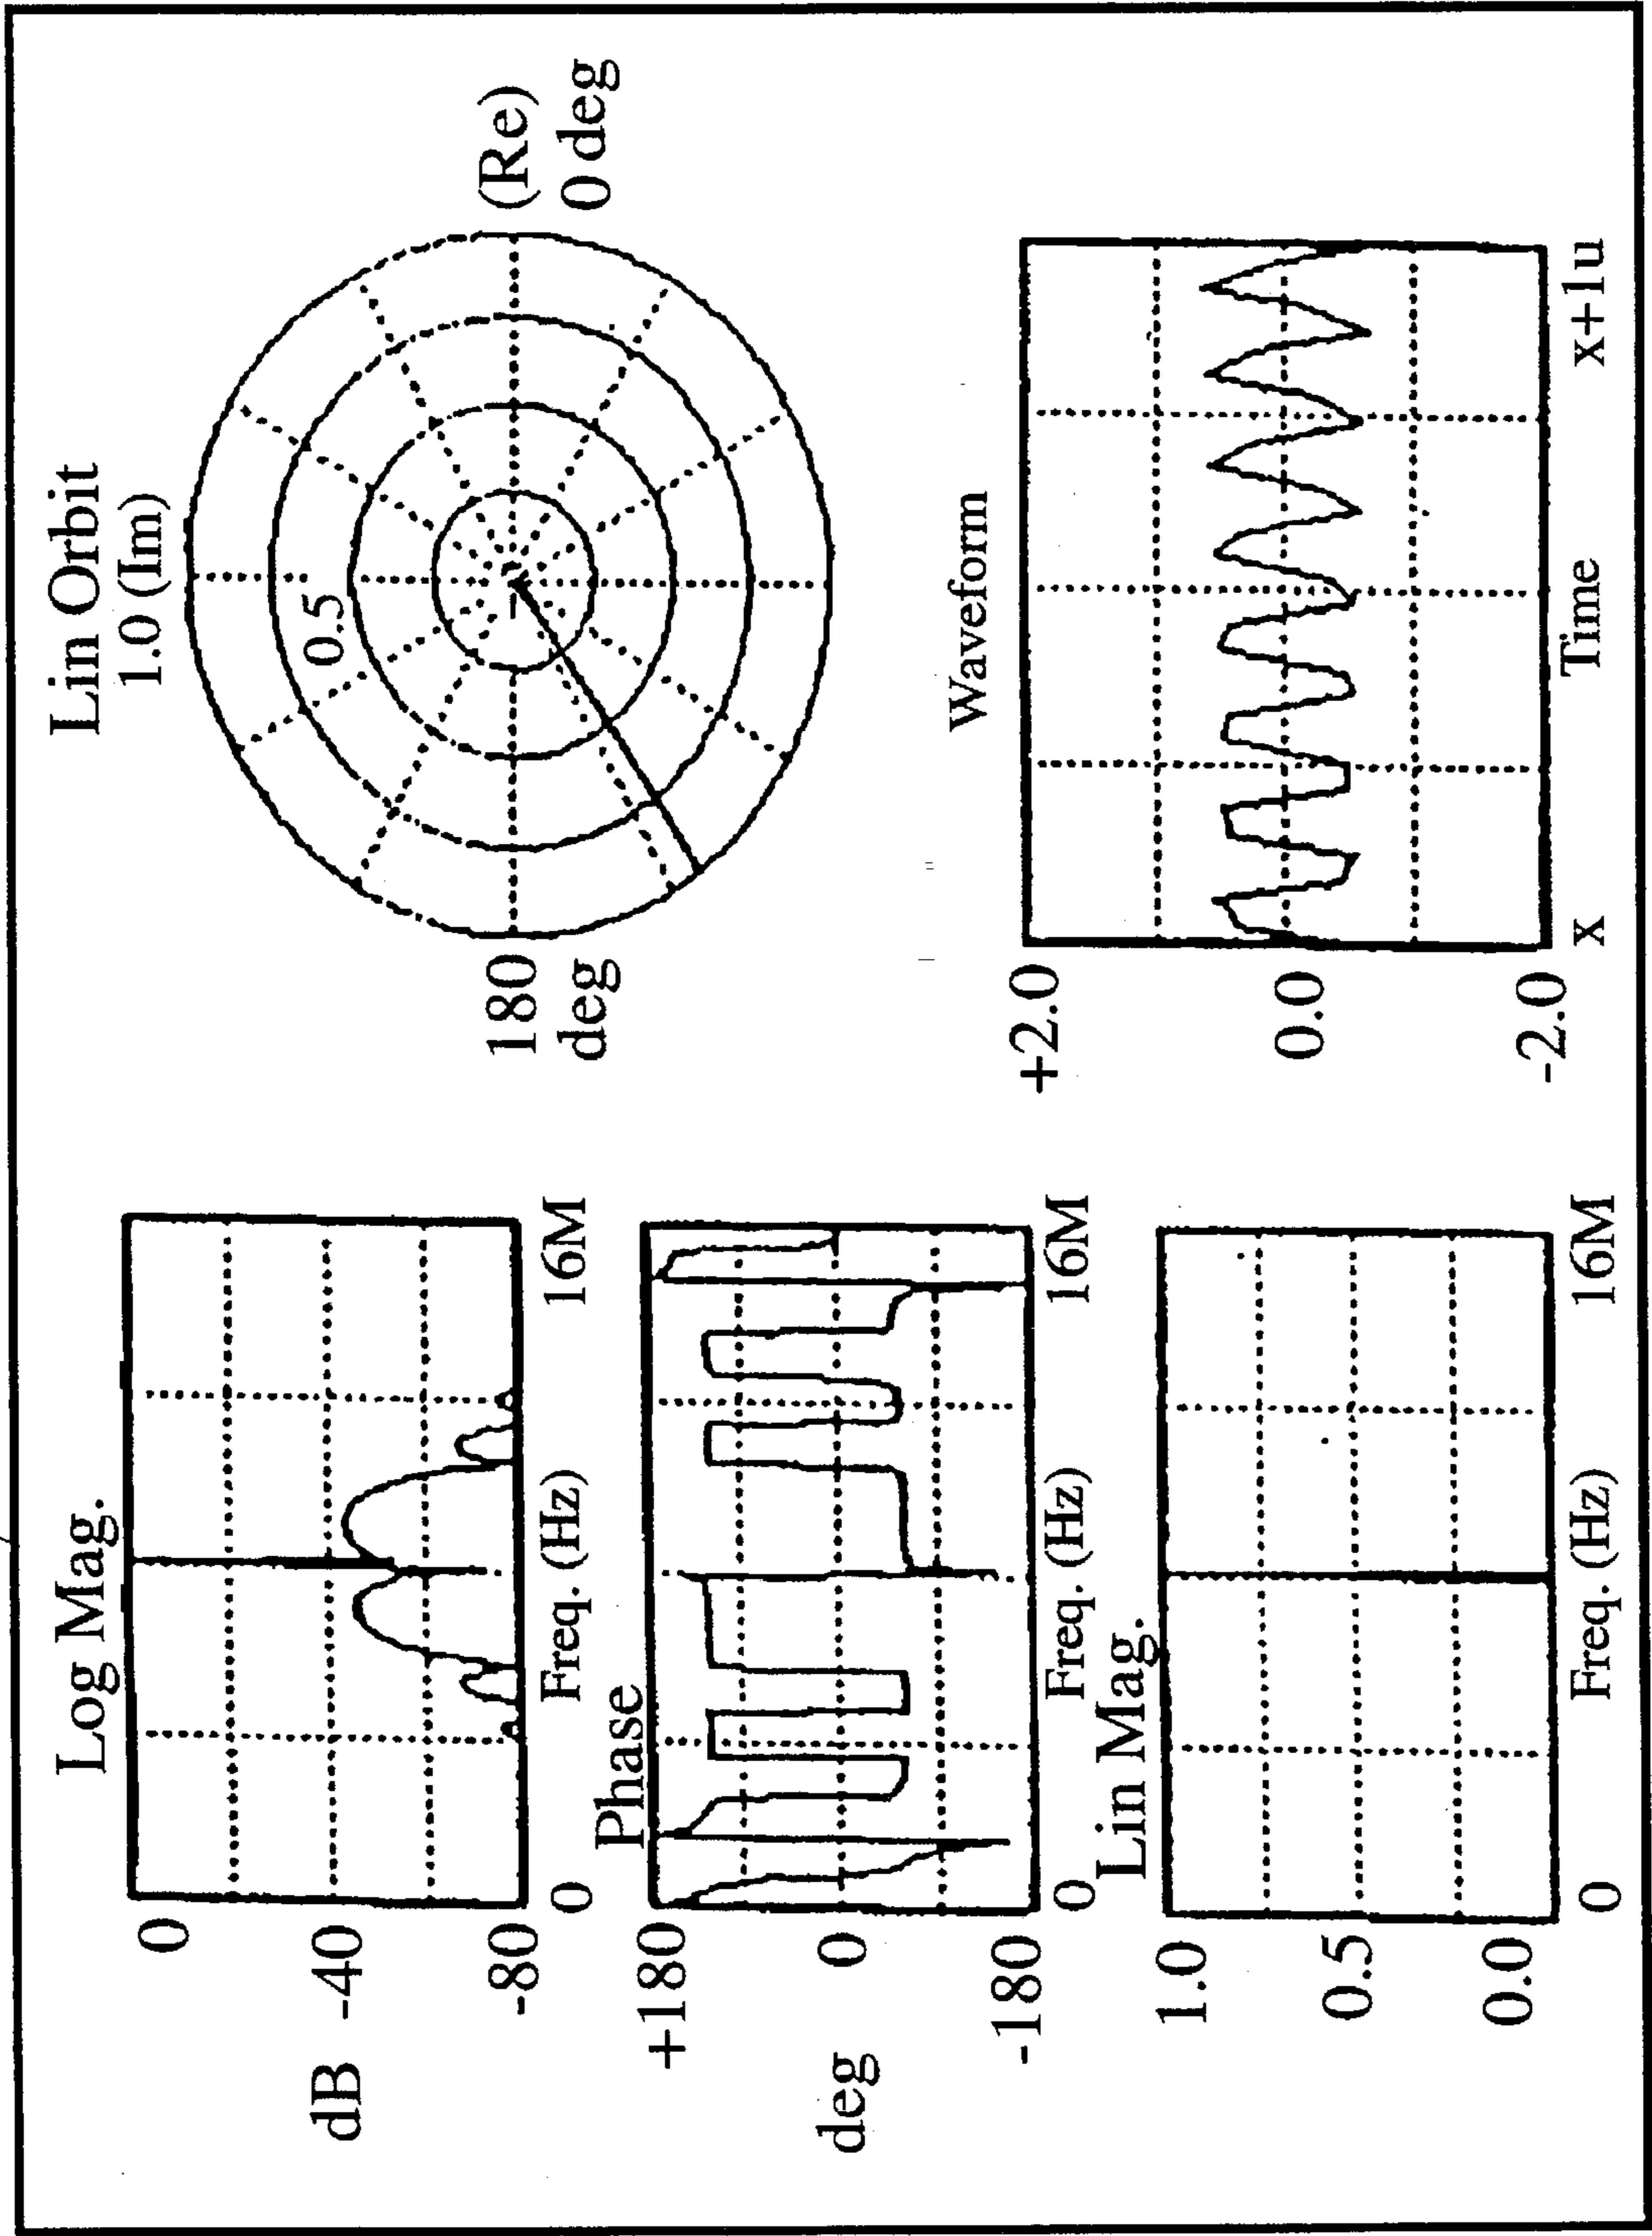 Log Mag.
0
dB -40
-80
0 Freq. (Hz) 16M
Phase
+180
deg 0
-180
0 Freq. (Hz) 16M
Lin Mag.
1.0
0.5
0.0
0 Freq. (Hz) 16M
Lin Orbit
1.0 (Im)
0.5
180 (Re)
deg 0 deg
Waveform
+2.0
0.0
-2.0
x Time x+1u